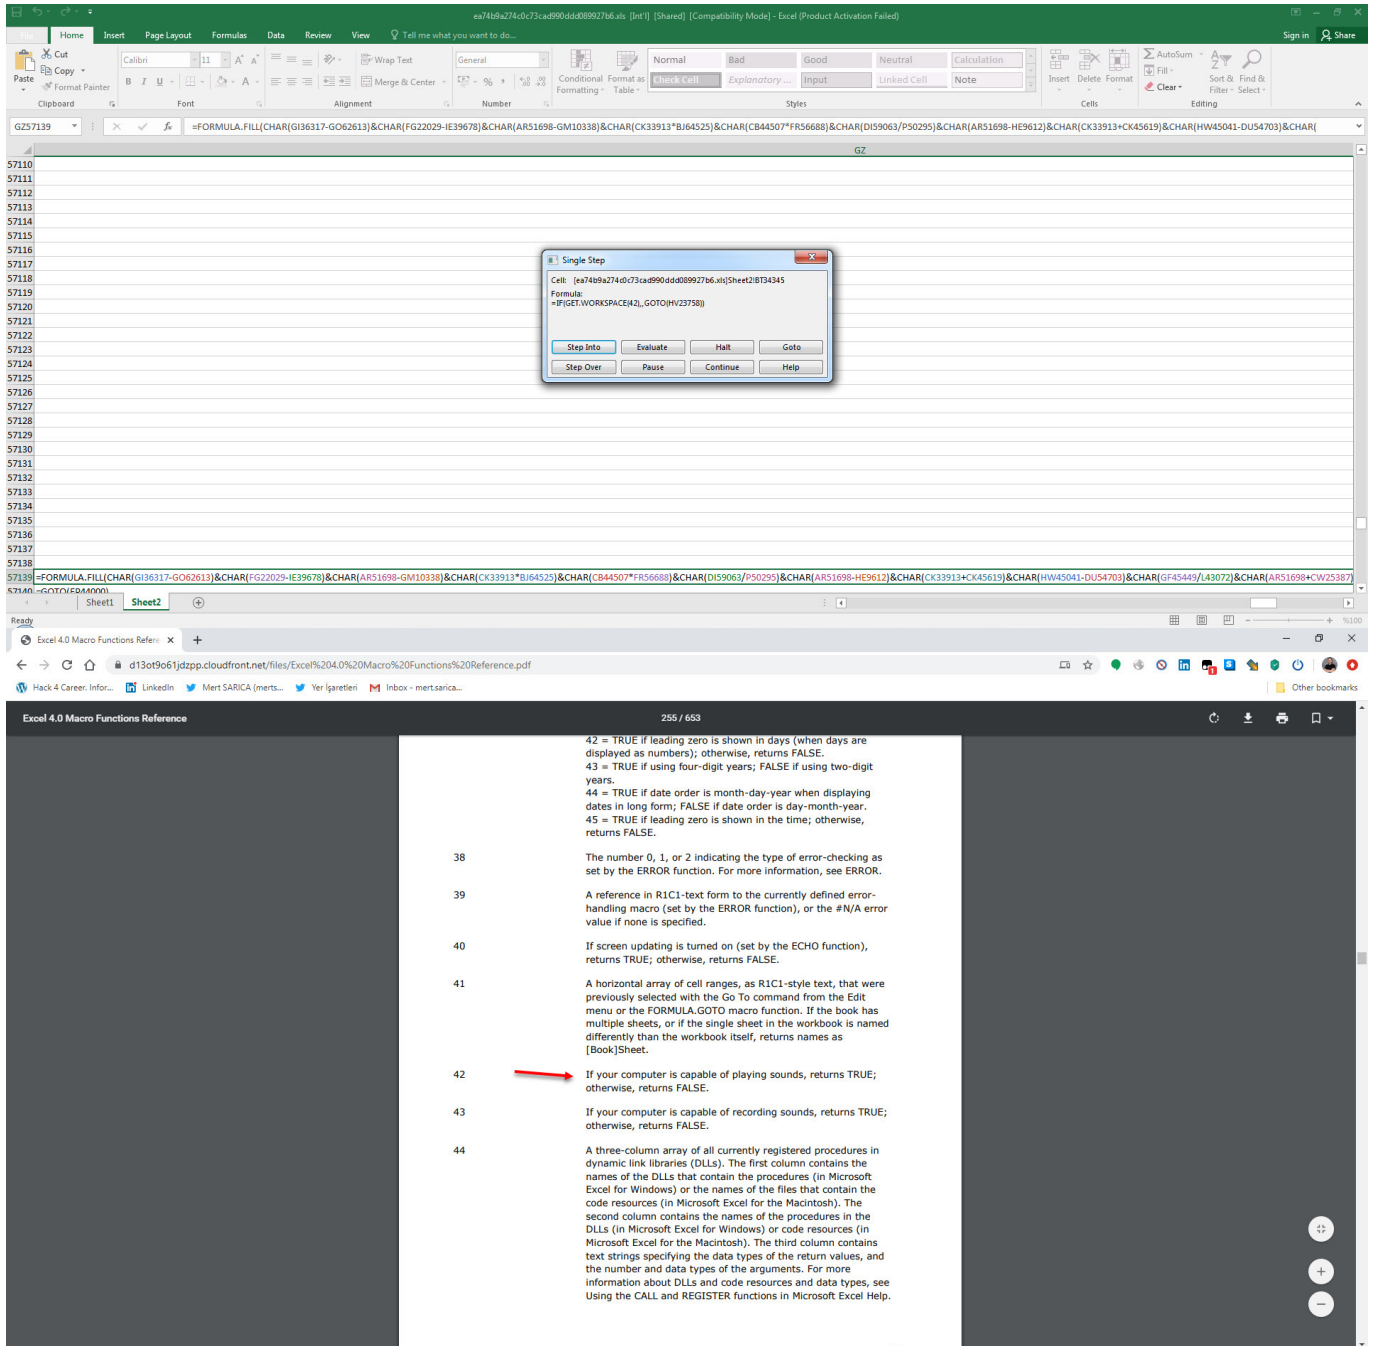 ea74b9a274c0c73cad990ddd089927b6.xls [Int'l] [Shared] [Compatibility Mode] - Excel (Product Activation Failed)
File Home Insert Page Layout Formulas Data Review View Tell me what you want to do... Sign in Share
Cut
Copy
Format Painter
Paste
Calibri 11
Wrap Text
Merge & Center
General
Conditional Formatting
Format as Table
Normal Bad Good Neutral Calculation
Check Cell Explanatory ... Input Linked Cell Note
Insert Delete Format
AutoSum
Fill
Clear
Sort & Filter
Find & Select
Clipboard Font Alignment Number Styles Cells Editing
GZ57139 =FORMULA.FILL(CHAR(GI36317-GO62613)&CHAR(FG22029-IE39678)&CHAR(AR51698-GM10338)&CHAR(CK33913*BJ64525)&CHAR(CB44507*FR56688)&CHAR(DI59063/P50295)&CHAR(AR51698-HE9612)&CHAR(CK33913+CK45619)&CHAR(HW45041-DU54703)&CHAR(
GZ
57110
57111
57112
57113
57114
57115
57116
57117
57118
57119
57120
57121
57122
57123
57124
57125
57126
57127
57128
57129
57130
57131
57132
57133
57134
57135
57136
57137
57138
57139 =FORMULA.FILL(CHAR(GI36317-GO62613)&CHAR(FG22029-IE39678)&CHAR(AR51698-GM10338)&CHAR(CK33913*BJ64525)&CHAR(CB44507*FR56688)&CHAR(DI59063/P50295)&CHAR(AR51698-HE9612)&CHAR(CK33913+CK45619)&CHAR(HW45041-DU54703)&CHAR(GF45449/L43072)&CHAR(AR51698+CW25387)
57140 =GOTO(FP44000)
Single Step
Cell: [ea74b9a274c0c73cad990ddd089927b6.xls]Sheet2!BT34345
Formula:
=IF(GET.WORKSPACE(42),,GOTO(HV23758))
Step Into Evaluate Halt Goto
Step Over Pause Continue Help
Sheet1 Sheet2
Ready %100
Excel 4.0 Macro Functions Refere
d13ot9o61jdzpp.cloudfront.net/files/Excel%204.0%20Macro%20Functions%20Reference.pdf
Hack 4 Career. Infor... LinkedIn Mert SARICA (merts... Yer İşaretleri Inbox - mert.sarica... Other bookmarks
Excel 4.0 Macro Functions Reference 255 / 653
42 = TRUE if leading zero is shown in days (when days are
displayed as numbers); otherwise, returns FALSE.
43 = TRUE if using four-digit years; FALSE if using two-digit
years.
44 = TRUE if date order is month-day-year when displaying
dates in long form; FALSE if date order is day-month-year.
45 = TRUE if leading zero is shown in the time; otherwise,
returns FALSE.
38 The number 0, 1, or 2 indicating the type of error-checking as
set by the ERROR function. For more information, see ERROR.
39 A reference in R1C1-text form to the currently defined error-
handling macro (set by the ERROR function), or the #N/A error
value if none is specified.
40 If screen updating is turned on (set by the ECHO function),
returns TRUE; otherwise, returns FALSE.
41 A horizontal array of cell ranges, as R1C1-style text, that were
previously selected with the Go To command from the Edit
menu or the FORMULA.GOTO macro function. If the book has
multiple sheets, or if the single sheet in the workbook is named
differently than the workbook itself, returns names as
[Book]Sheet.
42 If your computer is capable of playing sounds, returns TRUE;
otherwise, returns FALSE.
43 If your computer is capable of recording sounds, returns TRUE;
otherwise, returns FALSE.
44 A three-column array of all currently registered procedures in
dynamic link libraries (DLLs). The first column contains the
names of the DLLs that contain the procedures (in Microsoft
Excel for Windows) or the names of the files that contain the
code resources (in Microsoft Excel for the Macintosh). The
second column contains the names of the procedures in the
DLLs (in Microsoft Excel for Windows) or code resources (in
Microsoft Excel for the Macintosh). The third column contains
text strings specifying the data types of the return values, and
the number and data types of the arguments. For more
information about DLLs and code resources and data types, see
Using the CALL and REGISTER functions in Microsoft Excel Help.